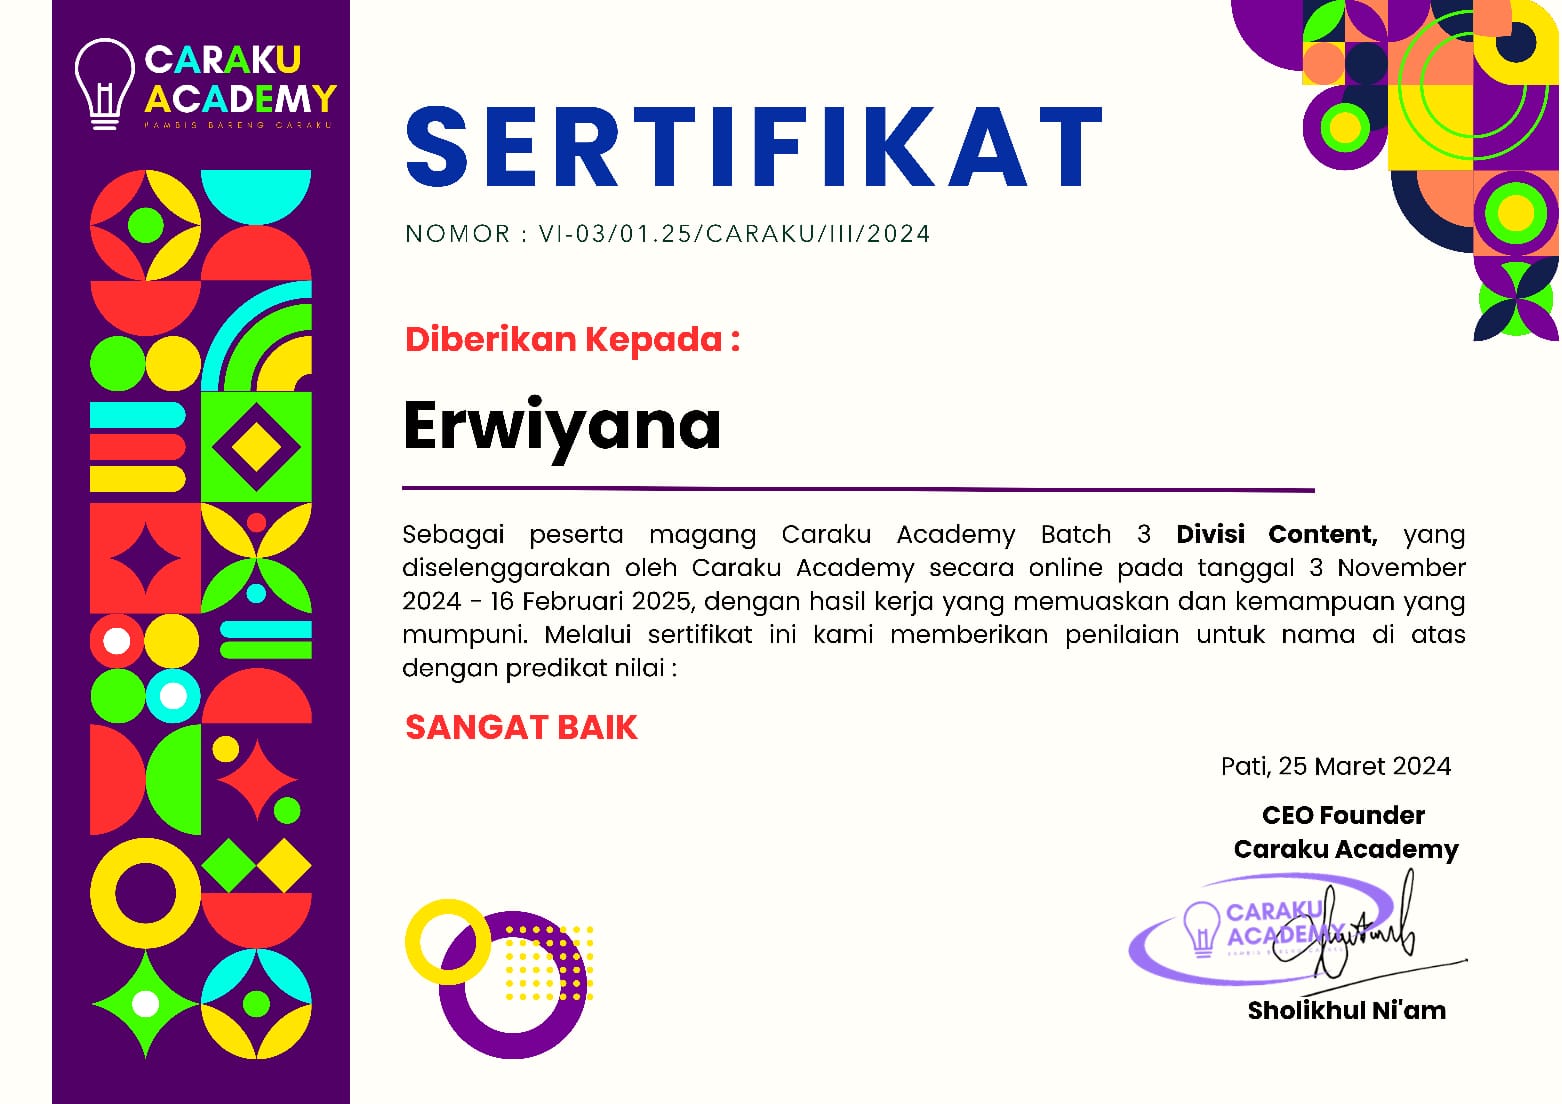 CARAKU
ACADEMY
PAMBIS BARENG CARAKU
SERTIFIKAT
NOMOR : VI-03/01.25/CARAKU/III/2024
Diberikan Kepada :
Erwiyana
Sebagai peserta magang Caraku Academy Batch 3 Divisi Content, yang
diselenggarakan oleh Caraku Academy secara online pada tanggal 3 November
2024 - 16 Februari 2025, dengan hasil kerja yang memuaskan dan kemampuan yang
mumpuni. Melalui sertifikat ini kami memberikan penilaian untuk nama di atas
dengan predikat nilai :
SANGAT BAIK
Pati, 25 Maret 2024
CEO Founder
Caraku Academy
CARAKU
ACADEMY
Sholikhul Ni'am